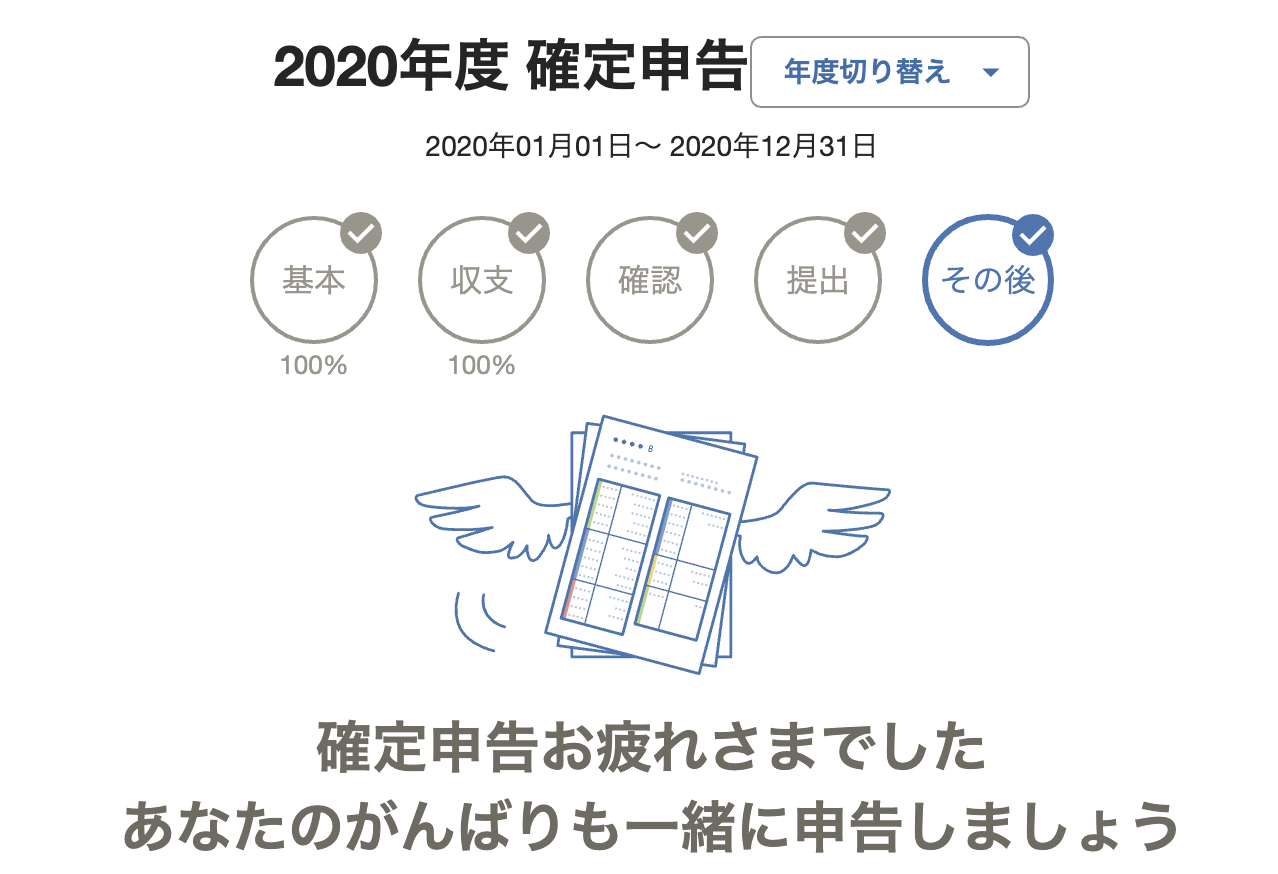 2020年度 確定申告
年度切り替え
2020年01月01日〜 2020年12月31日
基本
収支
確認
提出
その後
100%
100%
B
確定申告お疲れさまでした
あなたのがんばりも一緒に申告しましょう